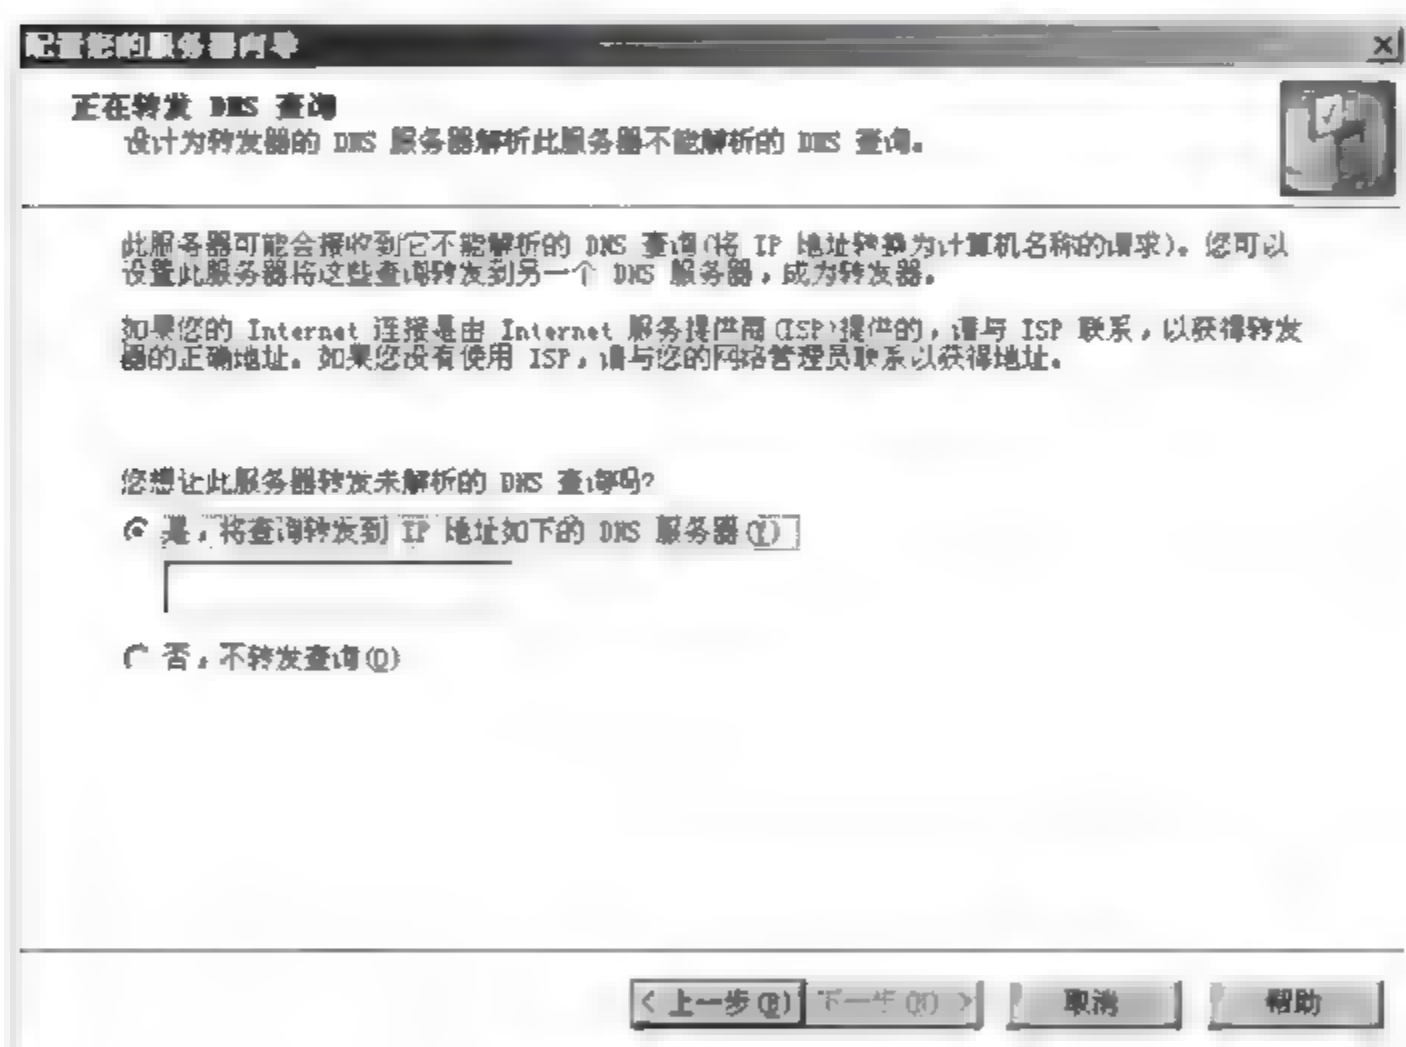 配置您的服务器向导
正在转发 DNS 查询
设计为转发器的 DNS 服务器解析此服务器不能解析的 DNS 查询。
此服务器可能会接收到它不能解析的 DNS 查询(将 IP 地址转换为计算机名称的请求)。您可以
设置此服务器将这些查询转发到另一个 DNS 服务器，成为转发器。
如果您的 Internet 连接是由 Internet 服务提供商(ISP)提供的，请与 ISP 联系，以获得转发
器的正确地址。如果您没有使用 ISP，请与您的网络管理员联系以获得地址。
您想让此服务器转发未解析的 DNS 查询吗?
是，将查询转发到 IP 地址如下的 DNS 服务器(Y)
否，不转发查询(O)
< 上一步(B) 下一步(N) > 取消 帮助